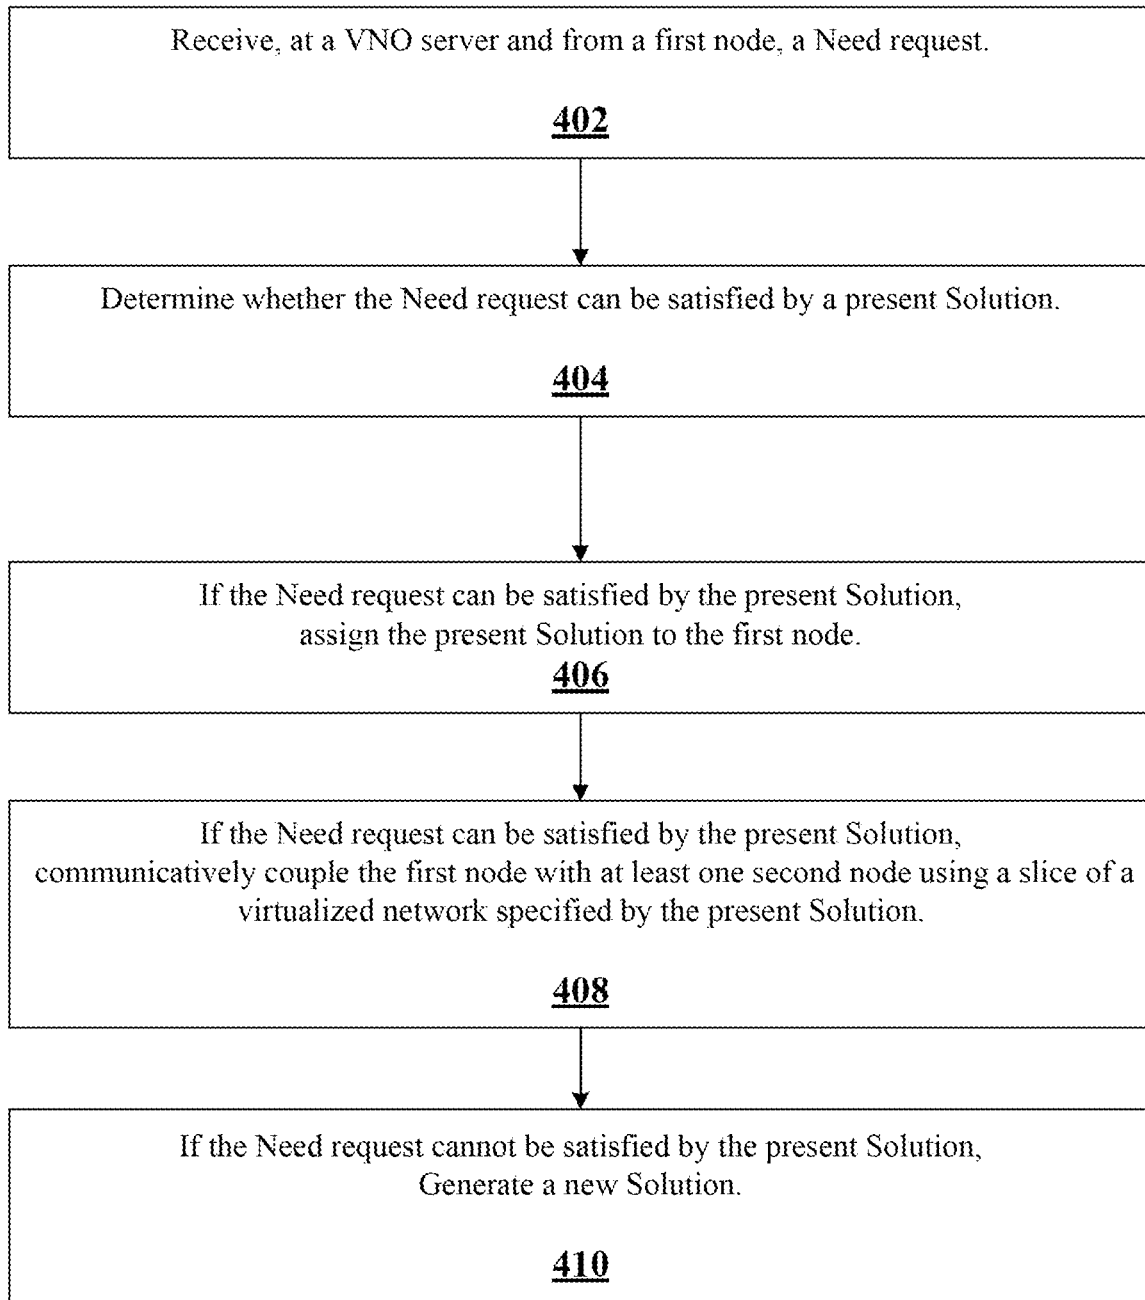 Receive, at a VNO server and from a first node, a Need request.
402
Determine whether the Need request can be satisfied by a present Solution.
404
If the Need request can be satisfied by the present Solution,
assign the present Solution to the first node.
406
If the Need request can be satisfied by the present Solution,
communicatively couple the first node with at least one second node using a slice of a
virtualized network specified by the present Solution.
408
If the Need request cannot be satisfied by the present Solution,
Generate a new Solution.
410